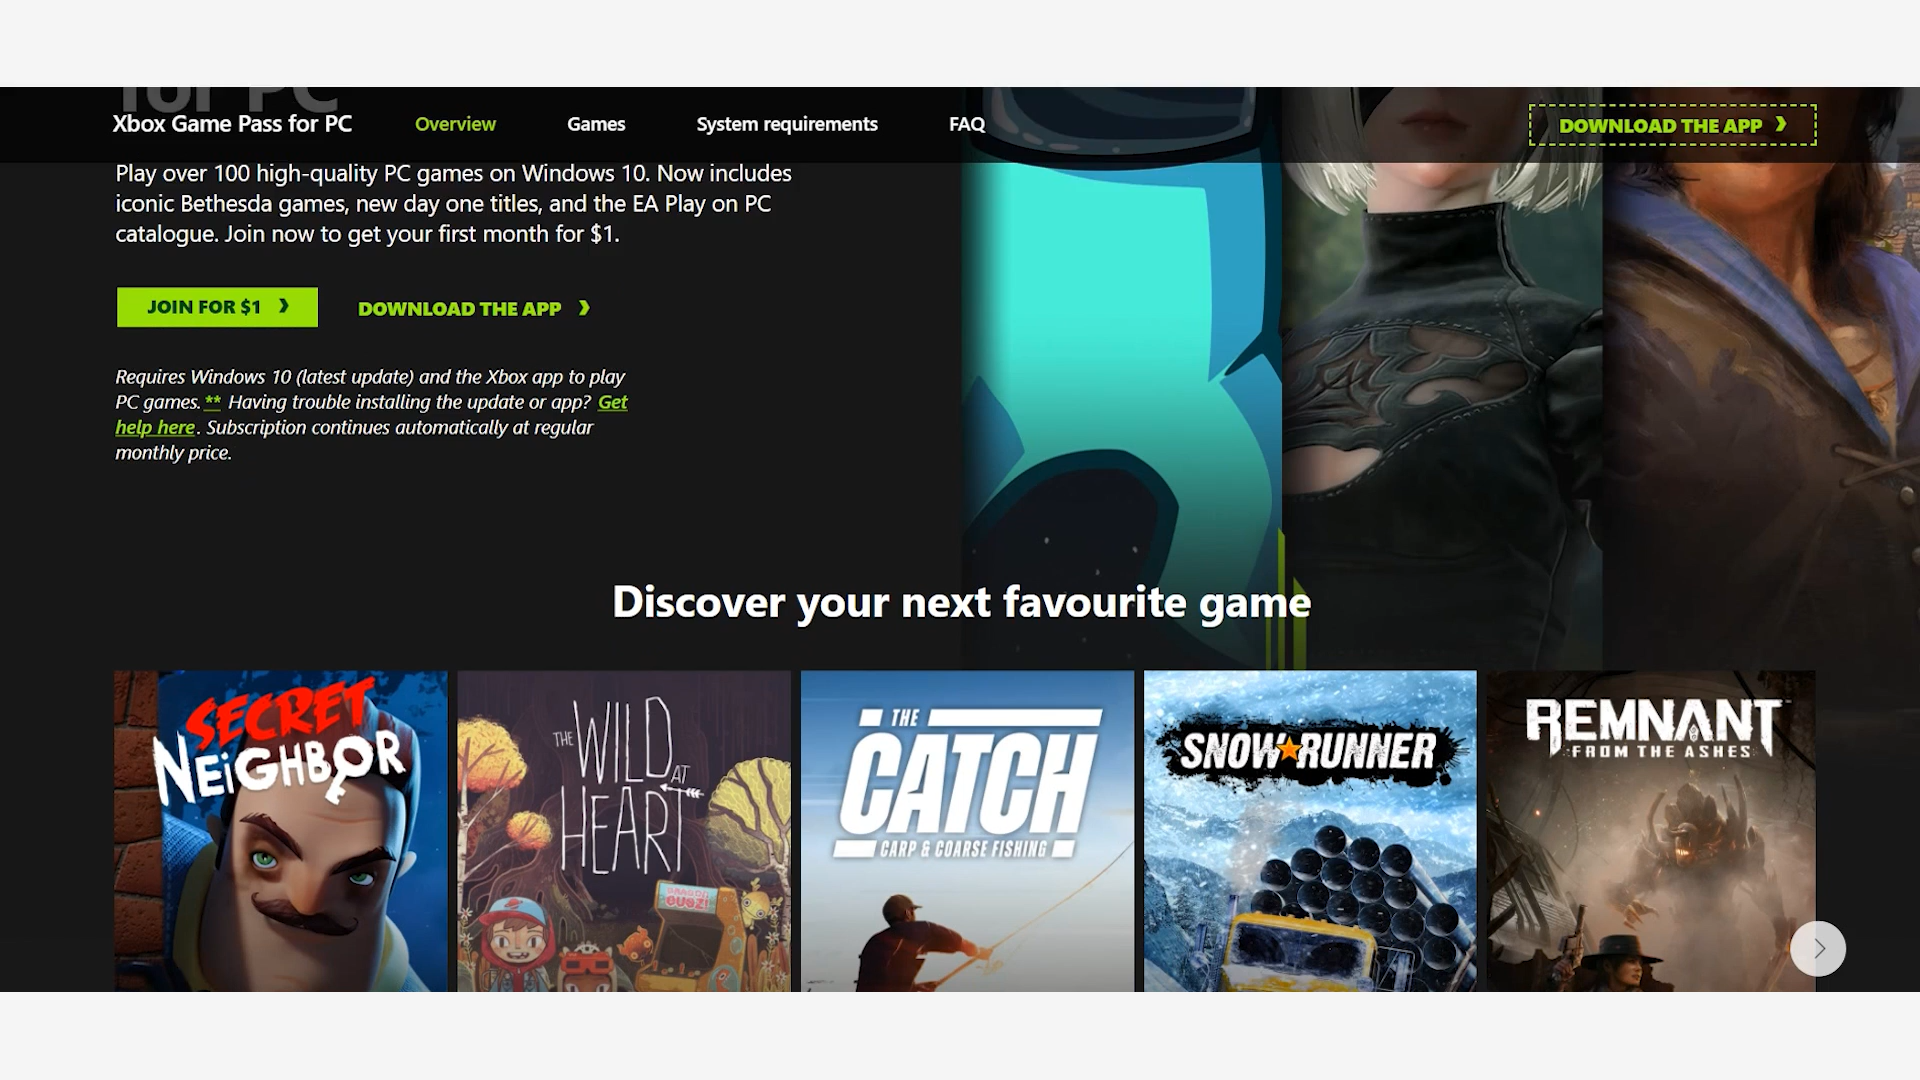 for PC
Xbox Game Pass for PC
Overview
Games
System requirements
FAQ
DOWNLOAD THE APP
Play over 100 high-quality PC games on Windows 10. Now includes
iconic Bethesda games, new day one titles, and the EA Play on PC
catalogue. Join now to get your first month for $1.
JOIN FOR $1
DOWNLOAD THE APP
Requires Windows 10 (latest update) and the Xbox app to play
PC games.** Having trouble installing the update or app? Get
help here. Subscription continues automatically at regular
monthly price.
Discover your next favourite game
SECRET
NEiGHBOR
THE WILD
AT
HEART
THE
CATCH
CARP & COARSE FISHING
SNOWRUNNER
REMNANT
FROM THE ASHES